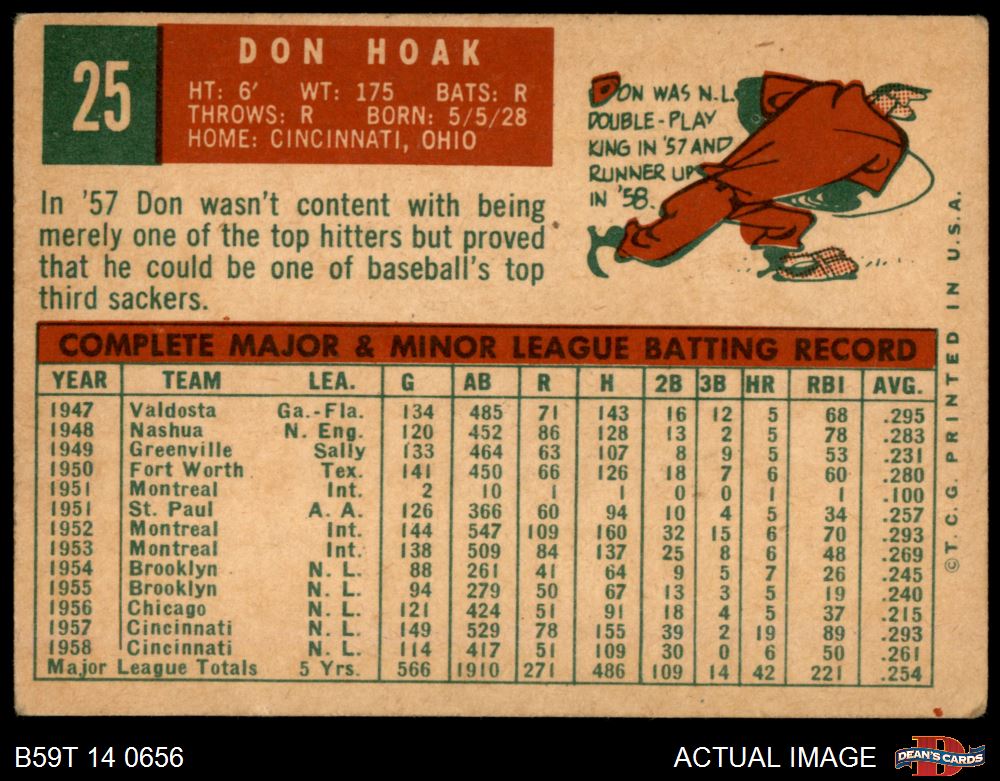 25
DON HOAK
HT: 6' WT: 175 BATS: R
THROWS: R BORN: 5/5/28
HOME: CINCINNATI, OHIO
In '57 Don wasn't content with being
merely one of the top hitters but proved
that he could be one of baseball's top
third sackers.
DON WAS N.L.
DOUBLE-PLAY
KING IN '57 AND
RUNNER UP
IN '58.
COMPLETE MAJOR & MINOR LEAGUE BATTING RECORD
YEAR TEAM LEA. G AB R H 2B 3B HR RBI AVG.
1947 Valdosta Ga.-Fla. 134 485 71 143 16 12 5 68 .295
1948 Nashua N. Eng. 120 452 86 128 13 2 5 78 .283
1949 Greenville Sally 133 464 63 107 8 9 5 53 .231
1950 Fort Worth Tex. 141 450 66 126 18 7 6 60 .280
1951 Montreal Int. 2 10 1 1 0 0 1 1 .100
1951 St. Paul A. A. 126 366 60 94 10 4 5 34 .257
1952 Montreal Int. 144 547 109 160 32 15 6 70 .293
1953 Montreal Int. 138 509 84 137 25 8 6 48 .269
1954 Brooklyn N. L. 88 261 41 64 9 5 7 26 .245
1955 Brooklyn N. L. 94 279 50 67 13 3 5 19 .240
1956 Chicago N. L. 121 424 51 91 18 4 5 37 .215
1957 Cincinnati N. L. 149 529 78 155 39 2 19 89 .293
1958 Cincinnati N. L. 114 417 51 109 30 0 6 50 .261
Major League Totals 5 Yrs. 566 1910 271 486 109 14 42 221 .254
©T. C. G. PRINTED IN U.S.A.
B59T 14 0656
ACTUAL IMAGE
D
DEAN'S CARDS